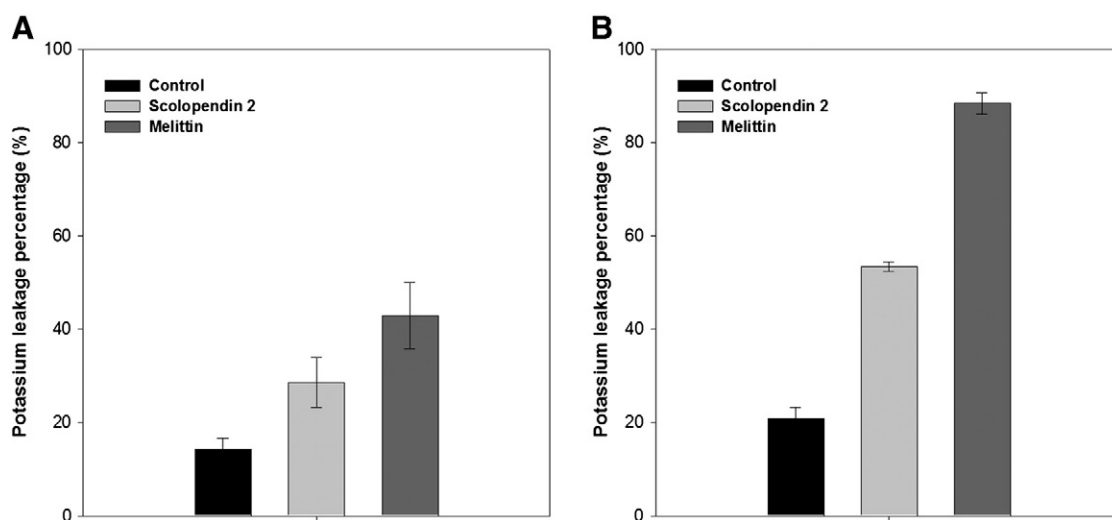 A
Potassium leakage percentage (%)
100
80
60
40
20
0
Control
Scolopendin 2
Melittin
B
Potassium leakage percentage (%)
100
80
60
40
20
0
Control
Scolopendin 2
Melittin